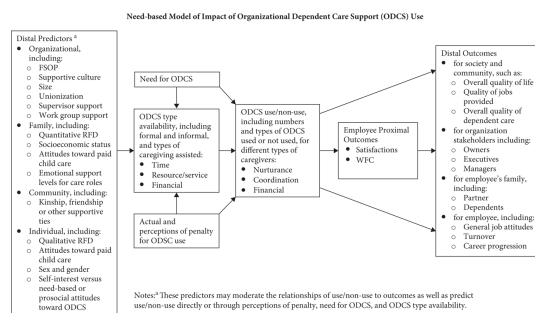 Need-based Model of Impact of Organizational Dependent Care Support (ODCS) Use
Distal Predictors ª
• Organizational,
including:
○ FSOP
○ Supportive culture
○ Size
○ Unionization
○ Supervisor support
○ Work group support
• Family, including:
○ Quantitative RFD
○ Socioeconomic status
○ Attitudes toward paid
child care
○ Emotional support
levels for care roles
• Community, including:
○ Kinship, friendship
or other supportive
ties
• Individual, including:
○ Qualitative RFD
○ Attitudes toward paid
child care
○ Sex and gender
○ Self-interest versus
need-based or
prosocial attitudes
toward ODCS
Need for ODCS
ODCS type
availability, including
formal and informal,
and types of
caregiving assisted:
• Time
• Resource/service
• Financial
Actual and
perceptions of penalty
for ODSC use
ODCS use/non-use,
including numbers
and types of ODCS
used or not used, for
different types of
caregivers:
• Nurturance
• Coordination
• Financial
Employee Proximal
Outcomes
• Satisfactions
• WFC
Distal Outcomes
• for society and
community, such as:
○ Overall quality of life
○ Quality of jobs
provided
○ Overall quality of
dependent care
• for organization
stakeholders including:
○ Owners
○ Executives
○ Managers
• for employee's family,
including:
○ Partner
○ Dependents
• for employee, including:
○ General job attitudes
○ Turnover
○ Career progression
Notes:ª These predictors may moderate the relationships of use/non-use to outcomes as well as predict
use/non-use directly or through perceptions of penalty, need for ODCS, and ODCS type availability.